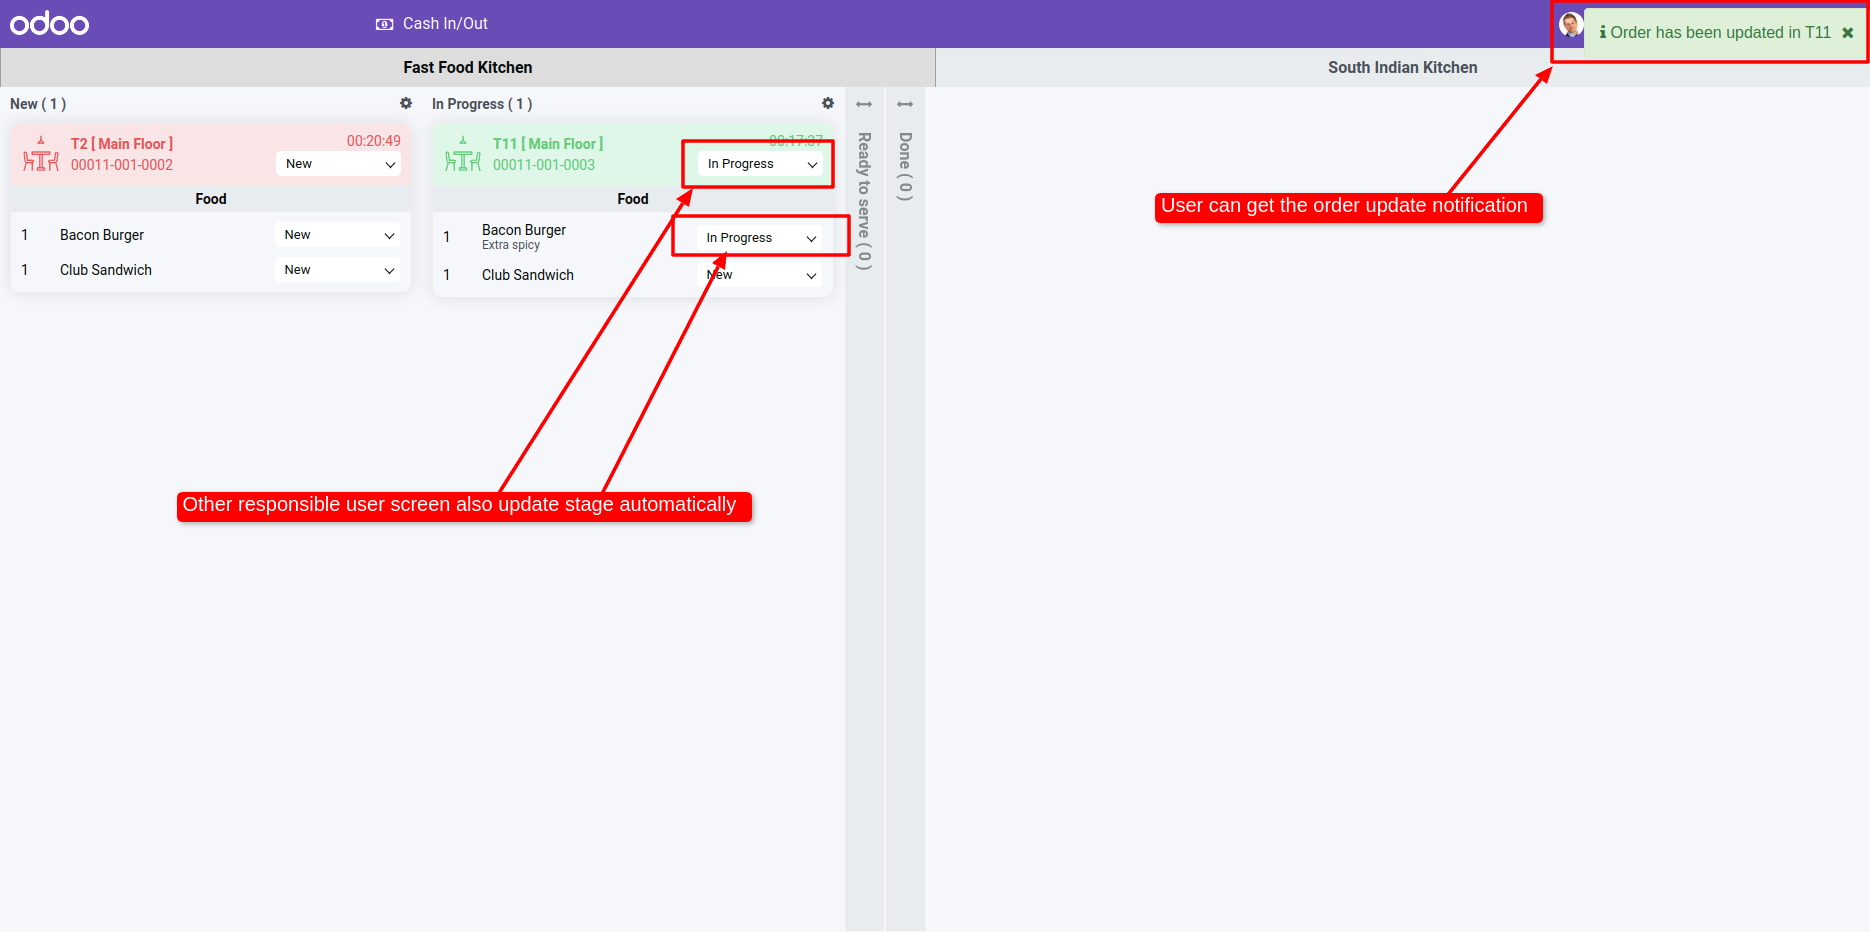 odoo
Cash In/Out
Order has been updated in T11
Fast Food Kitchen
South Indian Kitchen
New ( 1 )
T2 [ Main Floor ]
00:20:49
00011-001-0002
New
Food
1 Bacon Burger New
1 Club Sandwich New
In Progress ( 1 )
T11 [ Main Floor ]
00:17:37
00011-001-0003
In Progress
Food
1 Bacon Burger In Progress
Extra spicy
1 Club Sandwich New
Ready to serve ( 0 )
Done ( 0 )
User can get the order update notification
Other responsible user screen also update stage automatically